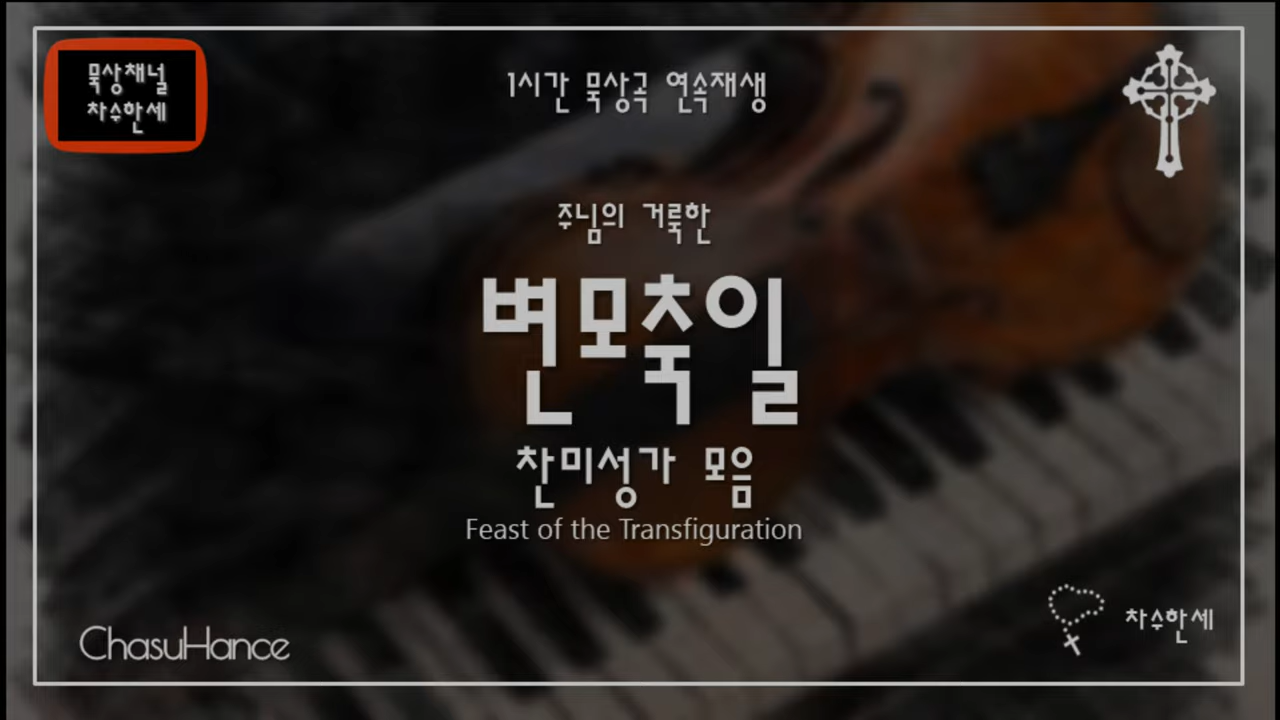 묵상채널
차수한세
1시간 묵상곡 연속재생
주님의 거룩한
변모축일
찬미성가 모음
Feast of the Transfiguration
ChasuHance
차수한세